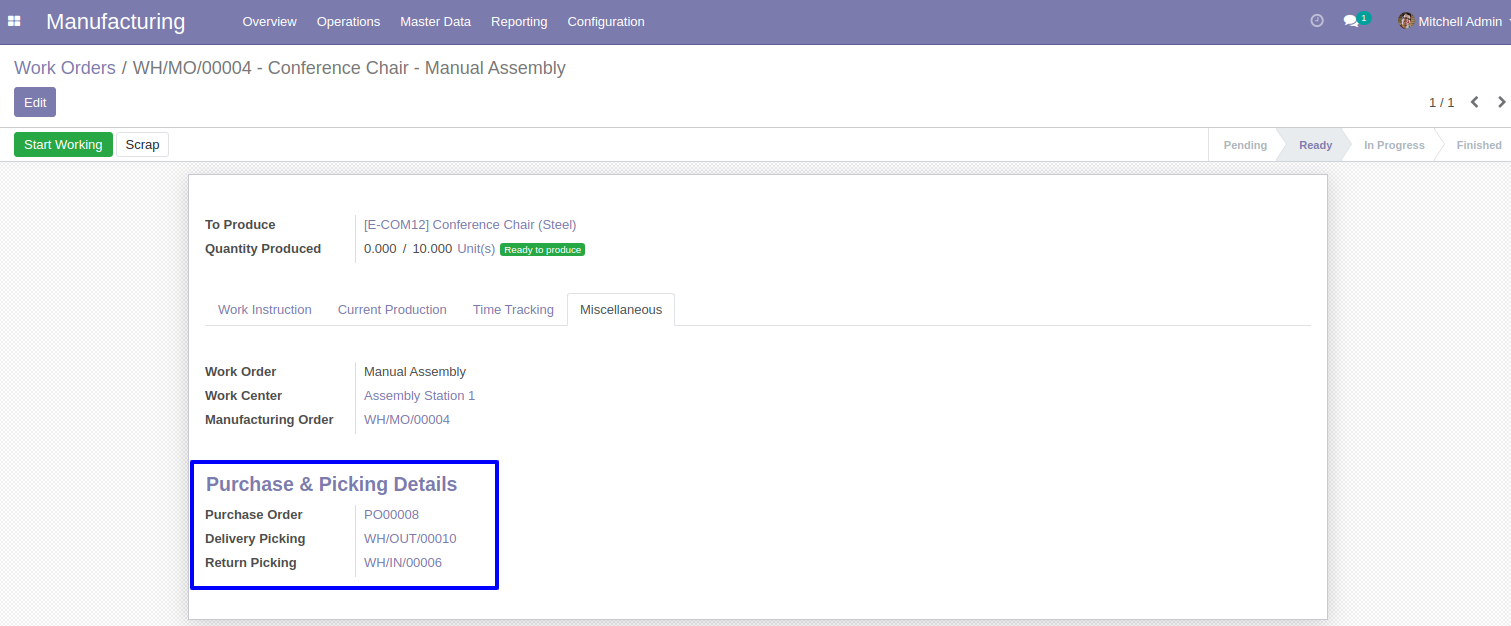 Manufacturing Overview Operations Master Data Reporting Configuration 1 Mitchell Admin
Work Orders / WH/MO/00004 - Conference Chair - Manual Assembly
Edit 1 / 1
Start Working Scrap Pending Ready In Progress Finished
To Produce [E-COM12] Conference Chair (Steel)
Quantity Produced 0.000 / 10.000 Unit(s) Ready to produce
Work Instruction Current Production Time Tracking Miscellaneous
Work Order Manual Assembly
Work Center Assembly Station 1
Manufacturing Order WH/MO/00004
Purchase & Picking Details
Purchase Order PO00008
Delivery Picking WH/OUT/00010
Return Picking WH/IN/00006